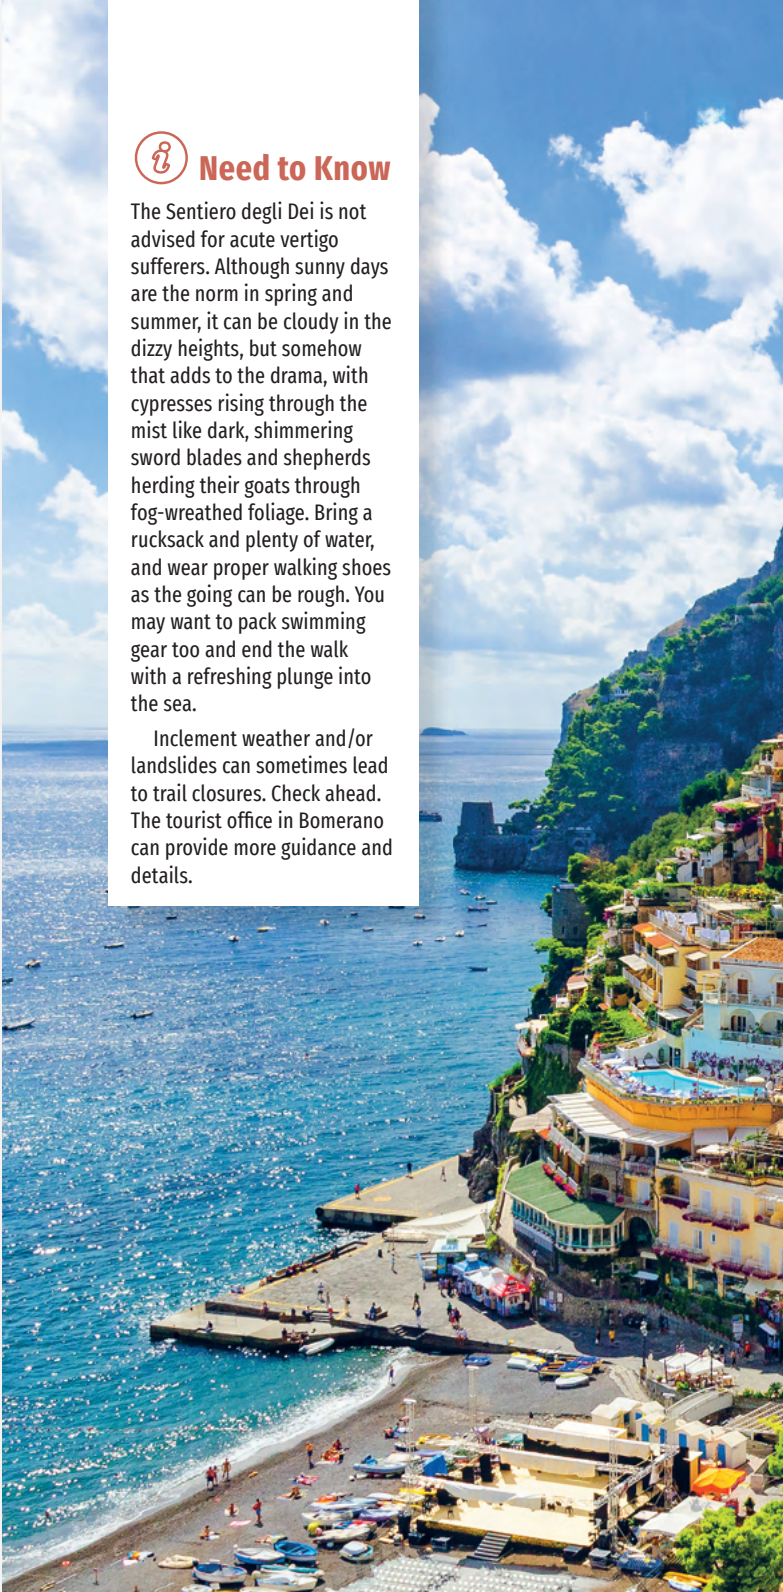 Need to Know
The Sentiero degli Dei is not
advised for acute vertigo
sufferers. Although sunny days
are the norm in spring and
summer, it can be cloudy in the
dizzy heights, but somehow
that adds to the drama, with
cypresses rising through the
mist like dark, shimmering
sword blades and shepherds
herding their goats through
fog-wreathed foliage. Bring a
rucksack and plenty of water,
and wear proper walking shoes
as the going can be rough. You
may want to pack swimming
gear too and end the walk
with a refreshing plunge into
the sea.
Inclement weather and/or
landslides can sometimes lead
to trail closures. Check ahead.
The tourist office in Bomerano
can provide more guidance and
details.